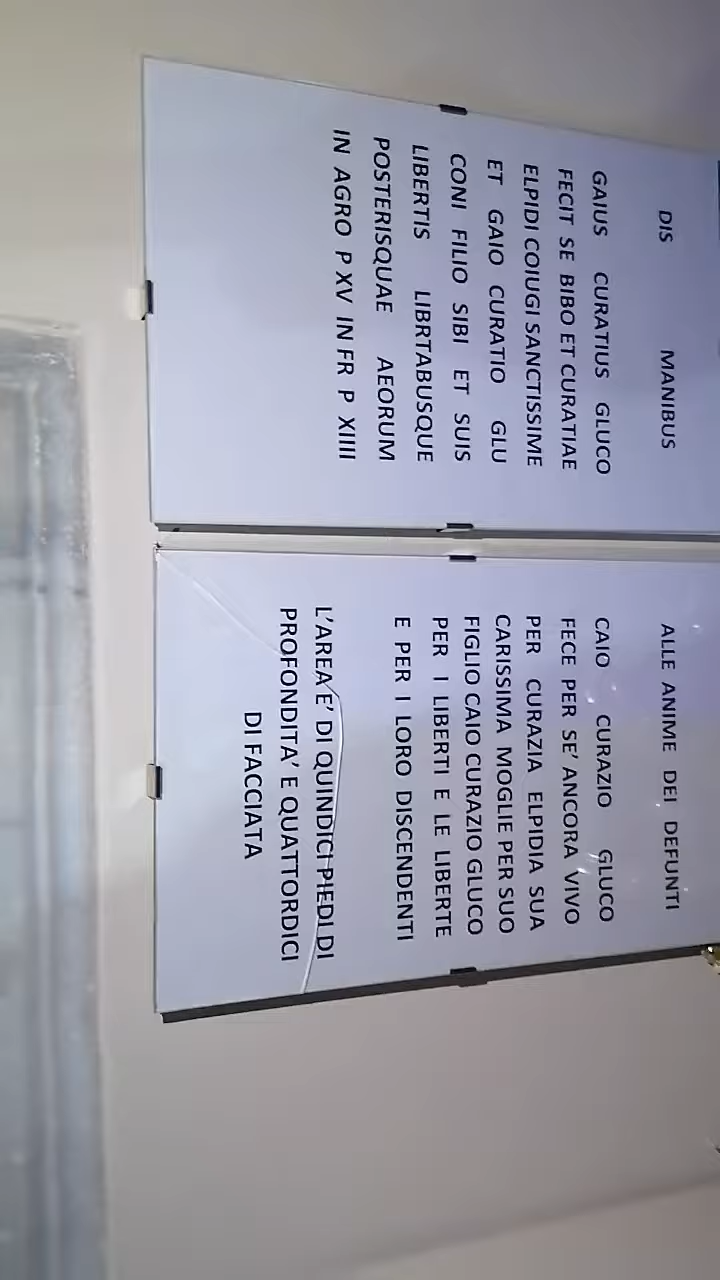 DIS MANIBUS
GAIUS CURATIUS GLUCO
FECIT SE BIBO ET CURATIAE
ELPIDI COIUGI SANCTISSIME
ET GAIO CURATIO GLU
CONI FILIO SIBI ET SUIS
LIBERTIS LIBRTABUSQUE
POSTERISQUAE AEORUM
IN AGRO P XV IN FR P XIIII
ALLE ANIME DEI DEFUNTI
CAIO CURAZIO GLUCO
FECE PER SE' ANCORA VIVO
PER CURAZIA ELPIDIA SUA
CARISSIMA MOGLIE PER SUO
FIGLIO CAIO CURAZIO GLUCO
PER I LIBERTI E LE LIBERTE
E PER I LORO DISCENDENTI
L'AREA E' DI QUINDICI PIEDI DI
PROFONDITA' E QUATTORDICI
DI FACCIATA